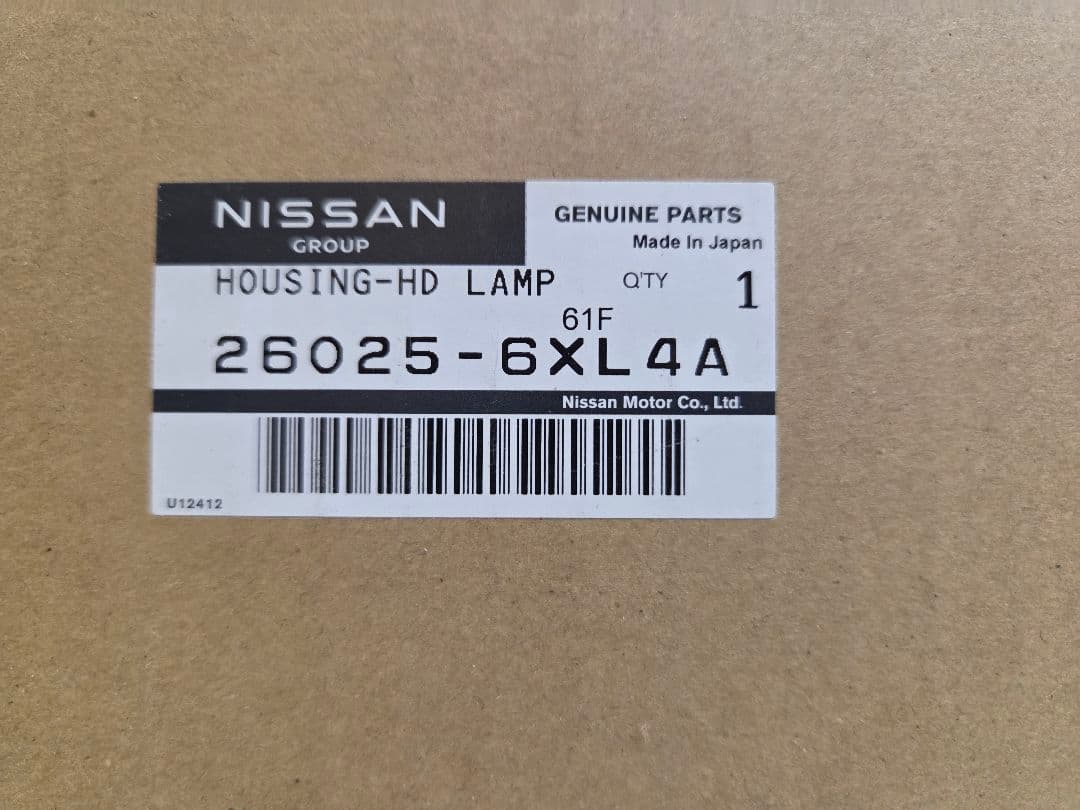 NISSAN
GROUP
GENUINE PARTS
Made In Japan
HOUSING-HD LAMP
Q'TY
1
61F
26025-6XL4A
Nissan Motor Co., Ltd.
U12412